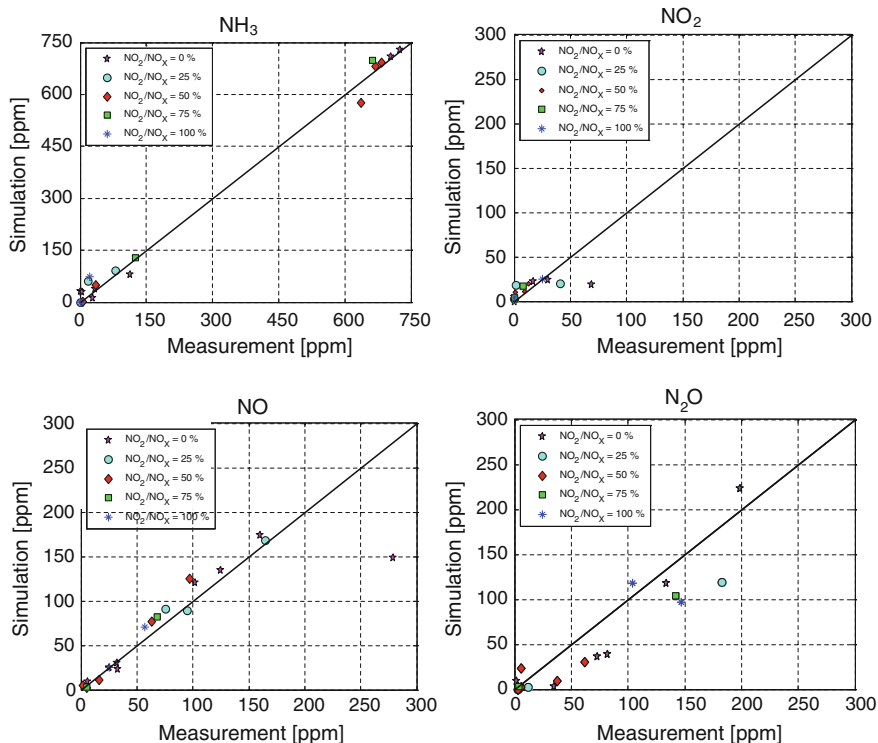 NH₃
750
600
450
300
150
0
0 150 300 450 600 750
Simulation [ppm]
Measurement [ppm]
NO₂/NOₓ = 0 %
NO₂/NOₓ = 25 %
NO₂/NOₓ = 50 %
NO₂/NOₓ = 75 %
NO₂/NOₓ = 100 %
NO₂
300
250
200
150
100
50
0
0 50 100 150 200 250 300
Simulation [ppm]
Measurement [ppm]
NO₂/NOₓ = 0 %
NO₂/NOₓ = 25 %
NO₂/NOₓ = 50 %
NO₂/NOₓ = 75 %
NO₂/NOₓ = 100 %
NO
300
250
200
150
100
50
0
0 50 100 150 200 250 300
Simulation [ppm]
Measurement [ppm]
NO₂/NOₓ = 0 %
NO₂/NOₓ = 25 %
NO₂/NOₓ = 50 %
NO₂/NOₓ = 75 %
NO₂/NOₓ = 100 %
N₂O
300
250
200
150
100
50
0
0 50 100 150 200 250 300
Simulation [ppm]
Measurement [ppm]
NO₂/NOₓ = 0 %
NO₂/NOₓ = 25 %
NO₂/NOₓ = 50 %
NO₂/NOₓ = 75 %
NO₂/NOₓ = 100 %